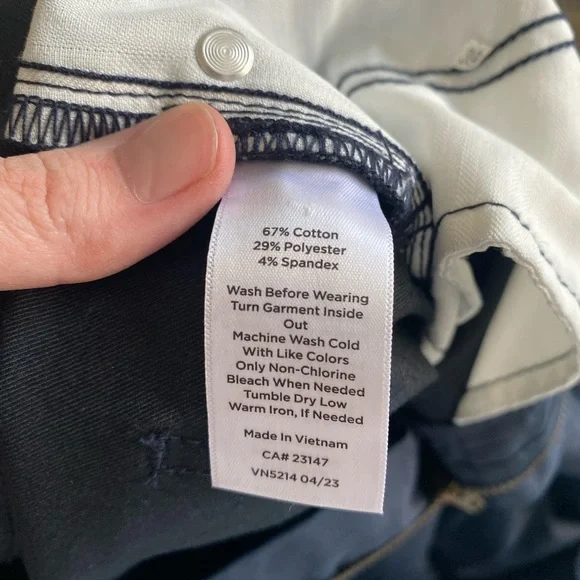 67% Cotton
29% Polyester
4% Spandex
Wash Before Wearing
Turn Garment Inside
Out
Machine Wash Cold
With Like Colors
Only Non-Chlorine
Bleach When Needed
Tumble Dry Low
Warm Iron, If Needed
Made In Vietnam
CA# 23147
VN5214 04/23